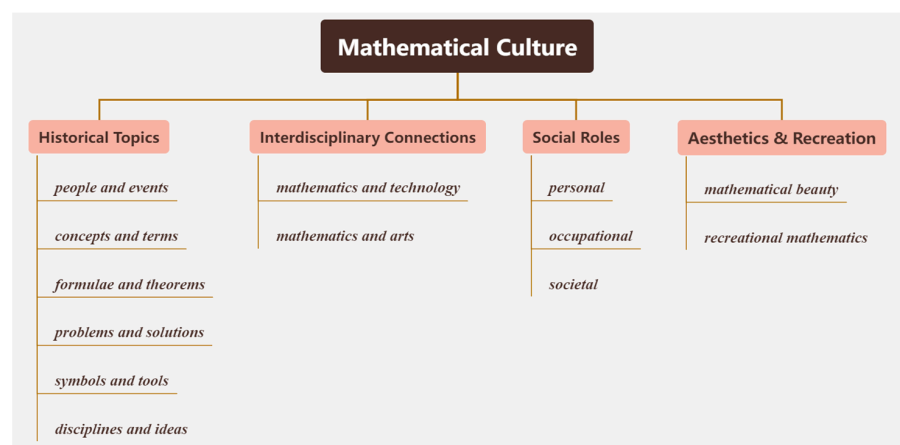 Mathematical Culture
Historical Topics
people and events
concepts and terms
formulae and theorems
problems and solutions
symbols and tools
disciplines and ideas
Interdisciplinary Connections
mathematics and technology
mathematics and arts
Social Roles
personal
occupational
societal
Aesthetics & Recreation
mathematical beauty
recreational mathematics